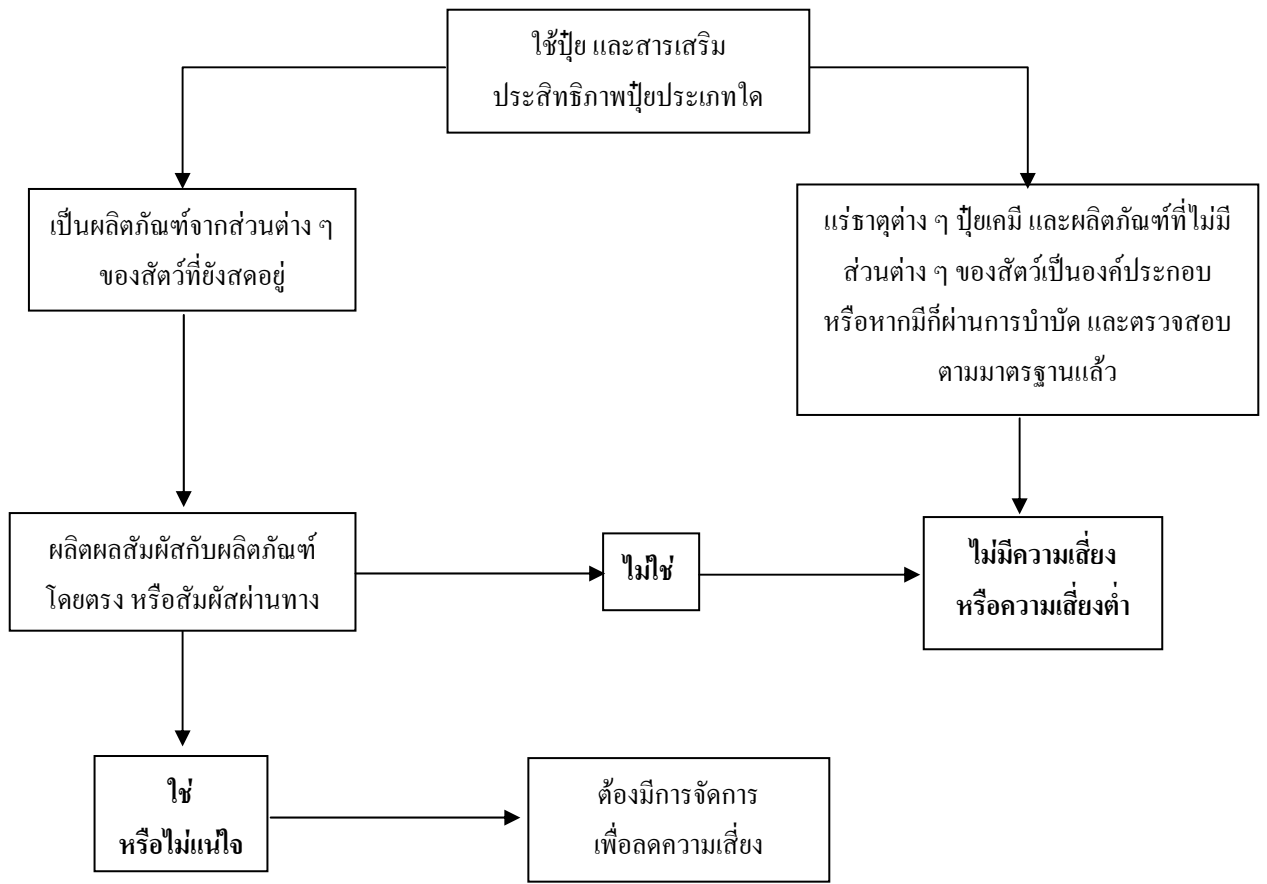 ใช้ปุ๋ย และสารเสริม
ประสิทธิภาพปุ๋ยประเภทใด
เป็นผลิตภัณฑ์จากส่วนต่าง ๆ
ของสัตว์ที่ยังสดอยู่
แร่ธาตุต่าง ๆ ปุ๋ยเคมี และผลิตภัณฑ์ที่ไม่มี
ส่วนต่าง ๆ ของสัตว์เป็นองค์ประกอบ
หรือหากมีก็ผ่านการบำบัด และตรวจสอบ
ตามมาตรฐานแล้ว
ผลิตผลสัมผัสกับผลิตภัณฑ์
โดยตรง หรือสัมผัสผ่านทาง
ไม่ใช่
ไม่มีความเสี่ยง
หรือความเสี่ยงต่ำ
ใช่
หรือไม่แน่ใจ
ต้องมีการจัดการ
เพื่อลดความเสี่ยง